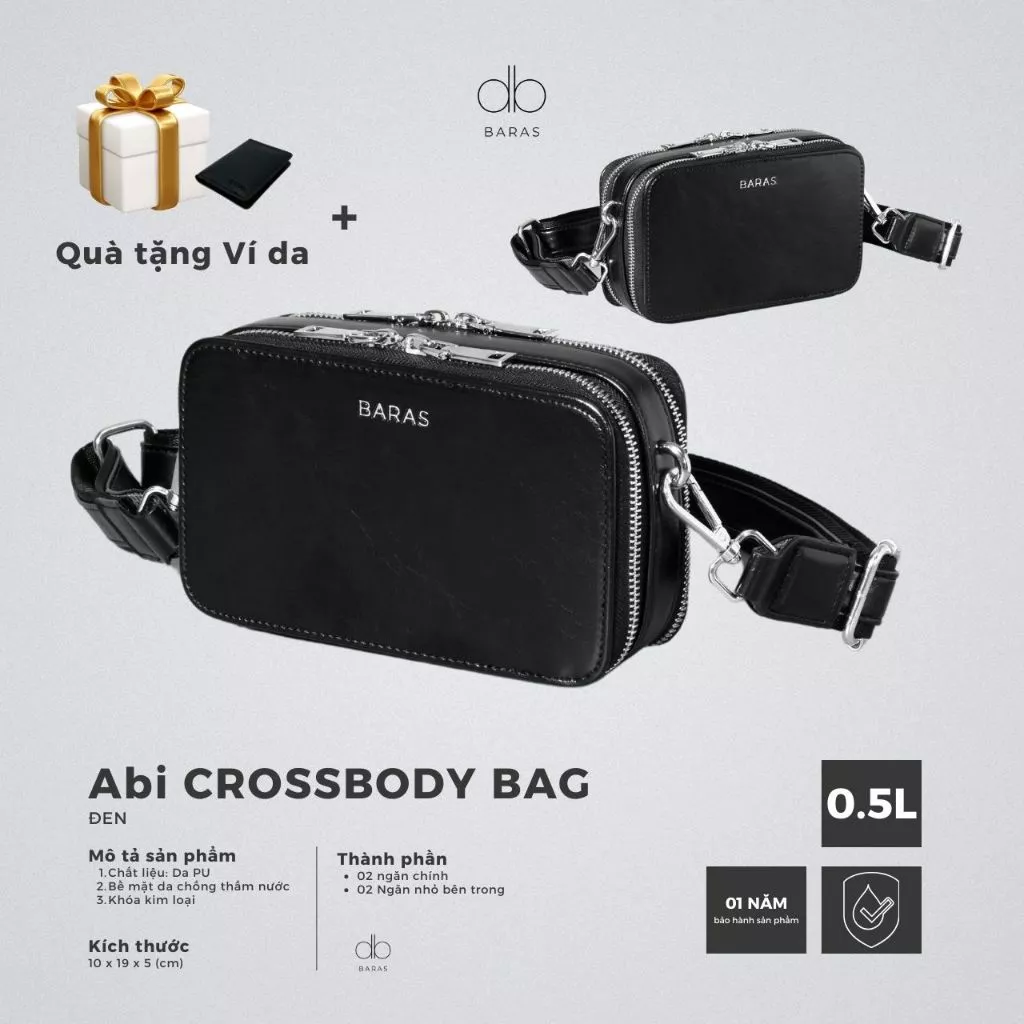 db
BARAS
Quà tặng Ví da
+
BARAS
BARAS
Abi CROSSBODY BAG
ĐEN
Mô tả sản phẩm
1.Chất liệu: Da PU
2.Bề mặt da chống thấm nước
3.Khóa kim loại
Kích thước
10 x 19 x 5 (cm)
Thành phần
• 02 ngăn chính
• 02 Ngăn nhỏ bên trong
db
BARAS
0.5L
01 NĂM
bảo hành sản phẩm